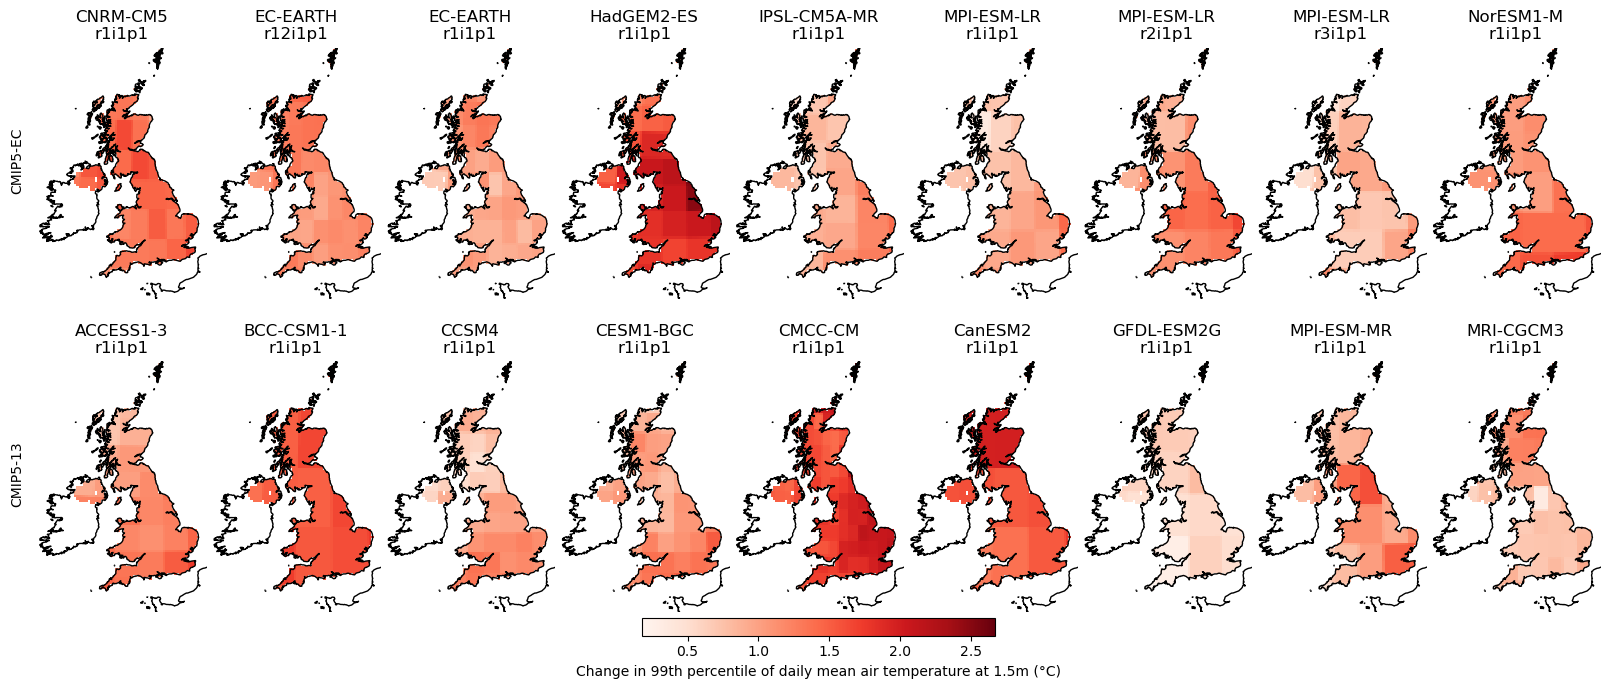 CNRM-CM5
r1i1p1
EC-EARTH
r12i1p1
EC-EARTH
r1i1p1
HadGEM2-ES
r1i1p1
IPSL-CM5A-MR
r1i1p1
MPI-ESM-LR
r1i1p1
MPI-ESM-LR
r2i1p1
MPI-ESM-LR
r3i1p1
NorESM1-M
r1i1p1
CMIP5-EC
ACCESS1-3
r1i1p1
BCC-CSM1-1
r1i1p1
CCSM4
r1i1p1
CESM1-BGC
r1i1p1
CMCC-CM
r1i1p1
CanESM2
r1i1p1
GFDL-ESM2G
r1i1p1
MPI-ESM-MR
r1i1p1
MRI-CGCM3
r1i1p1
CMIP5-13
0.5 1.0 1.5 2.0 2.5
Change in 99th percentile of daily mean air temperature at 1.5m (°C)